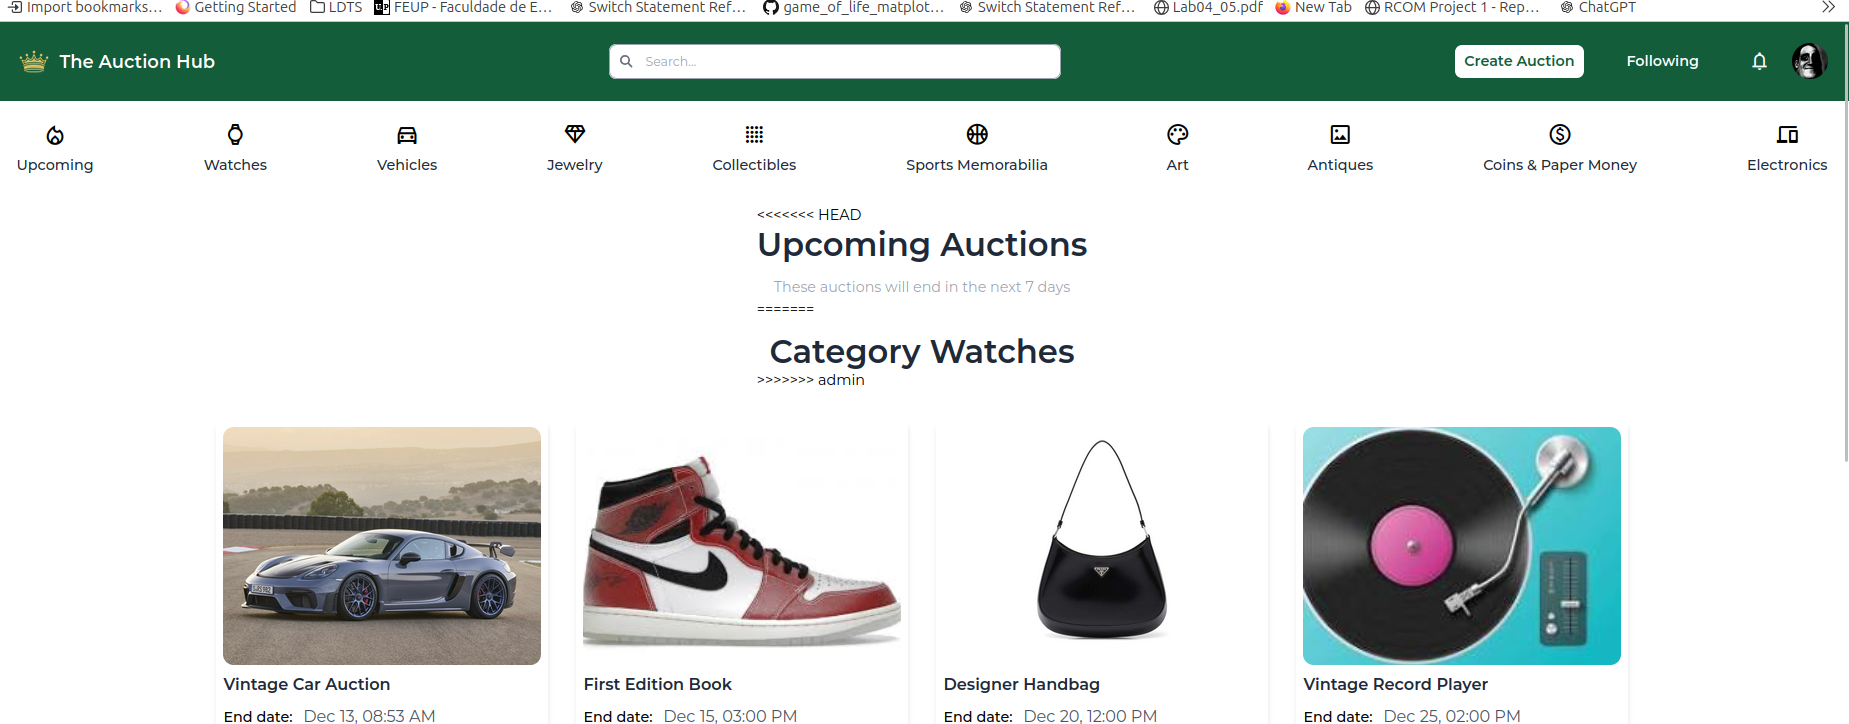 Import bookmarks... Getting Started LDTS FEUP - Faculdade de E... Switch Statement Ref... game_of_life_matplot... Switch Statement Ref... Lab04_05.pdf New Tab RCOM Project 1 - Rep... ChatGPT
The Auction Hub Search... Create Auction Following
Upcoming Watches Vehicles Jewelry Collectibles Sports Memorabilia Art Antiques Coins & Paper Money Electronics
<<<<<<< HEAD
Upcoming Auctions
These auctions will end in the next 7 days
=======
Category Watches
>>>>>>> admin
Vintage Car Auction First Edition Book Designer Handbag Vintage Record Player
End date: Dec 13, 08:53 AM End date: Dec 15, 03:00 PM End date: Dec 20, 12:00 PM End date: Dec 25, 02:00 PM